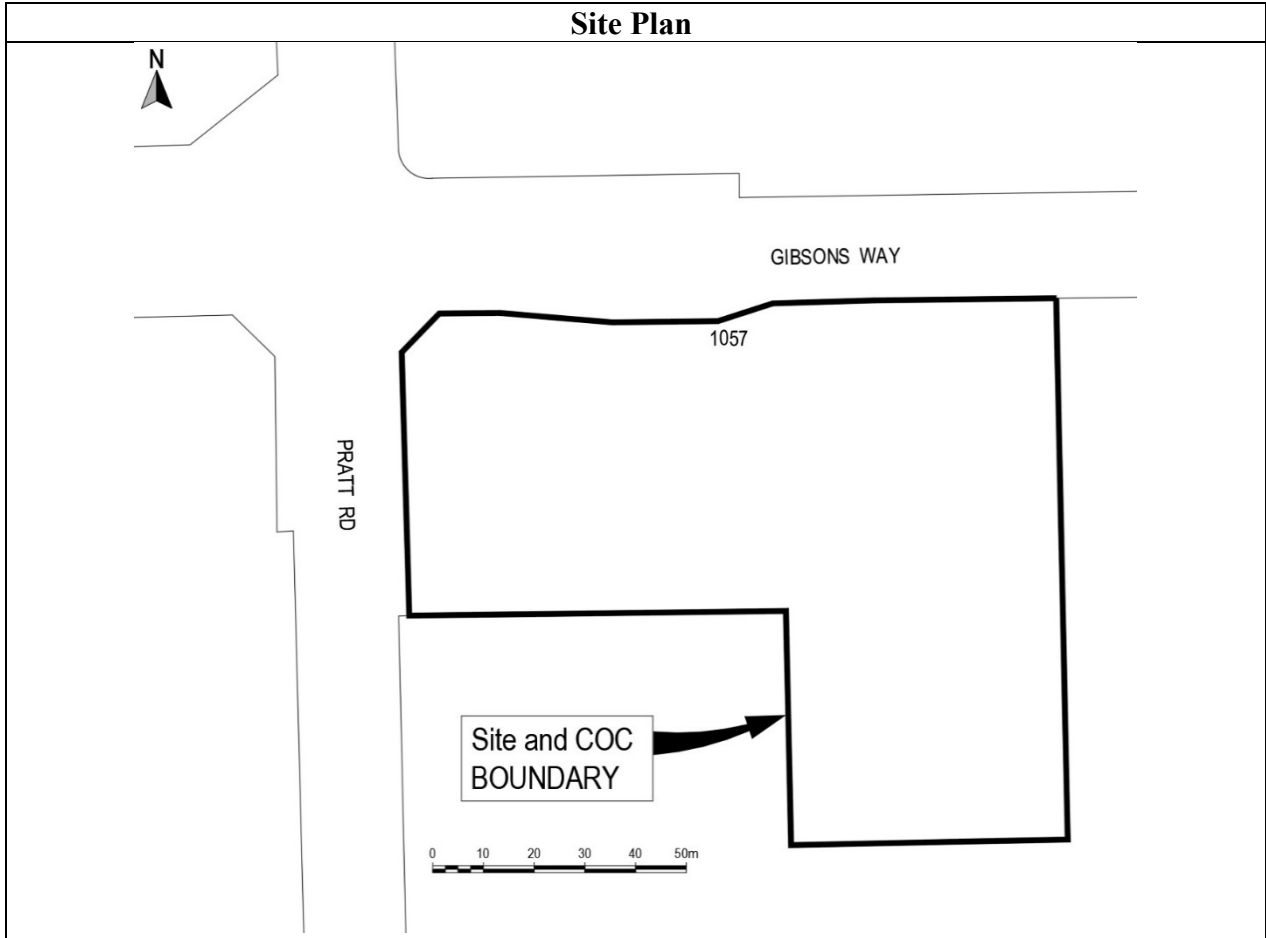 Site Plan
N
GIBSONS WAY
1057
PRATT RD
Site and COC
BOUNDARY
0 10 20 30 40 50m